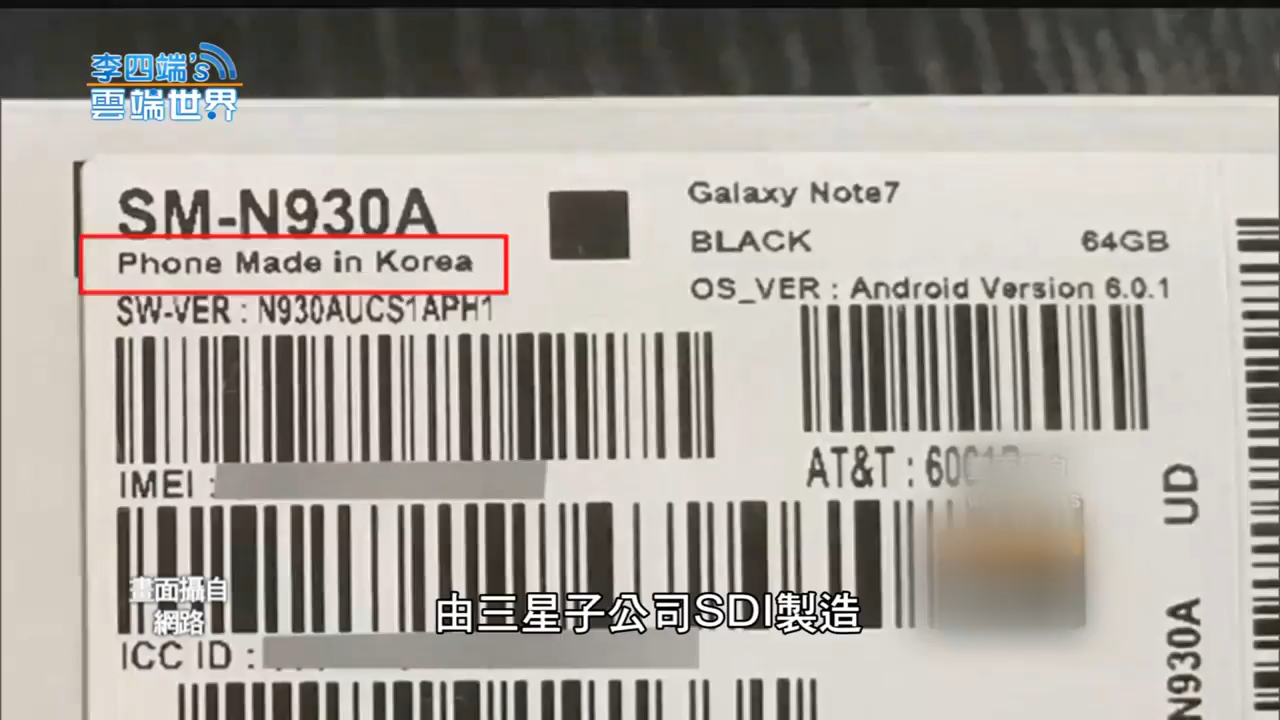 李四端's
雲端世界
SM-N930A
Phone Made in Korea
SW-VER : N930AUCS1APH1
Galaxy Note7
BLACK 64GB
OS_VER : Android Version 6.0.1
IMEI :
AT&T :
UD
N930A
ICC ID :
畫面攝自
網路
由三星子公司SDI製造